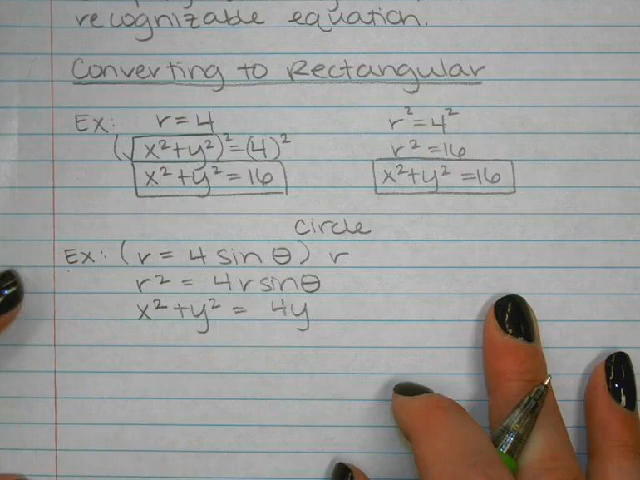 recognizable equation.
Converting to Rectangular
Ex: r = 4 r² = 4²
(√x² + y²)² = (4)² r² = 16
x² + y² = 16 x² + y² = 16
circle
Ex: (r = 4 sin θ) r
r² = 4r sin θ
x² + y² = 4y